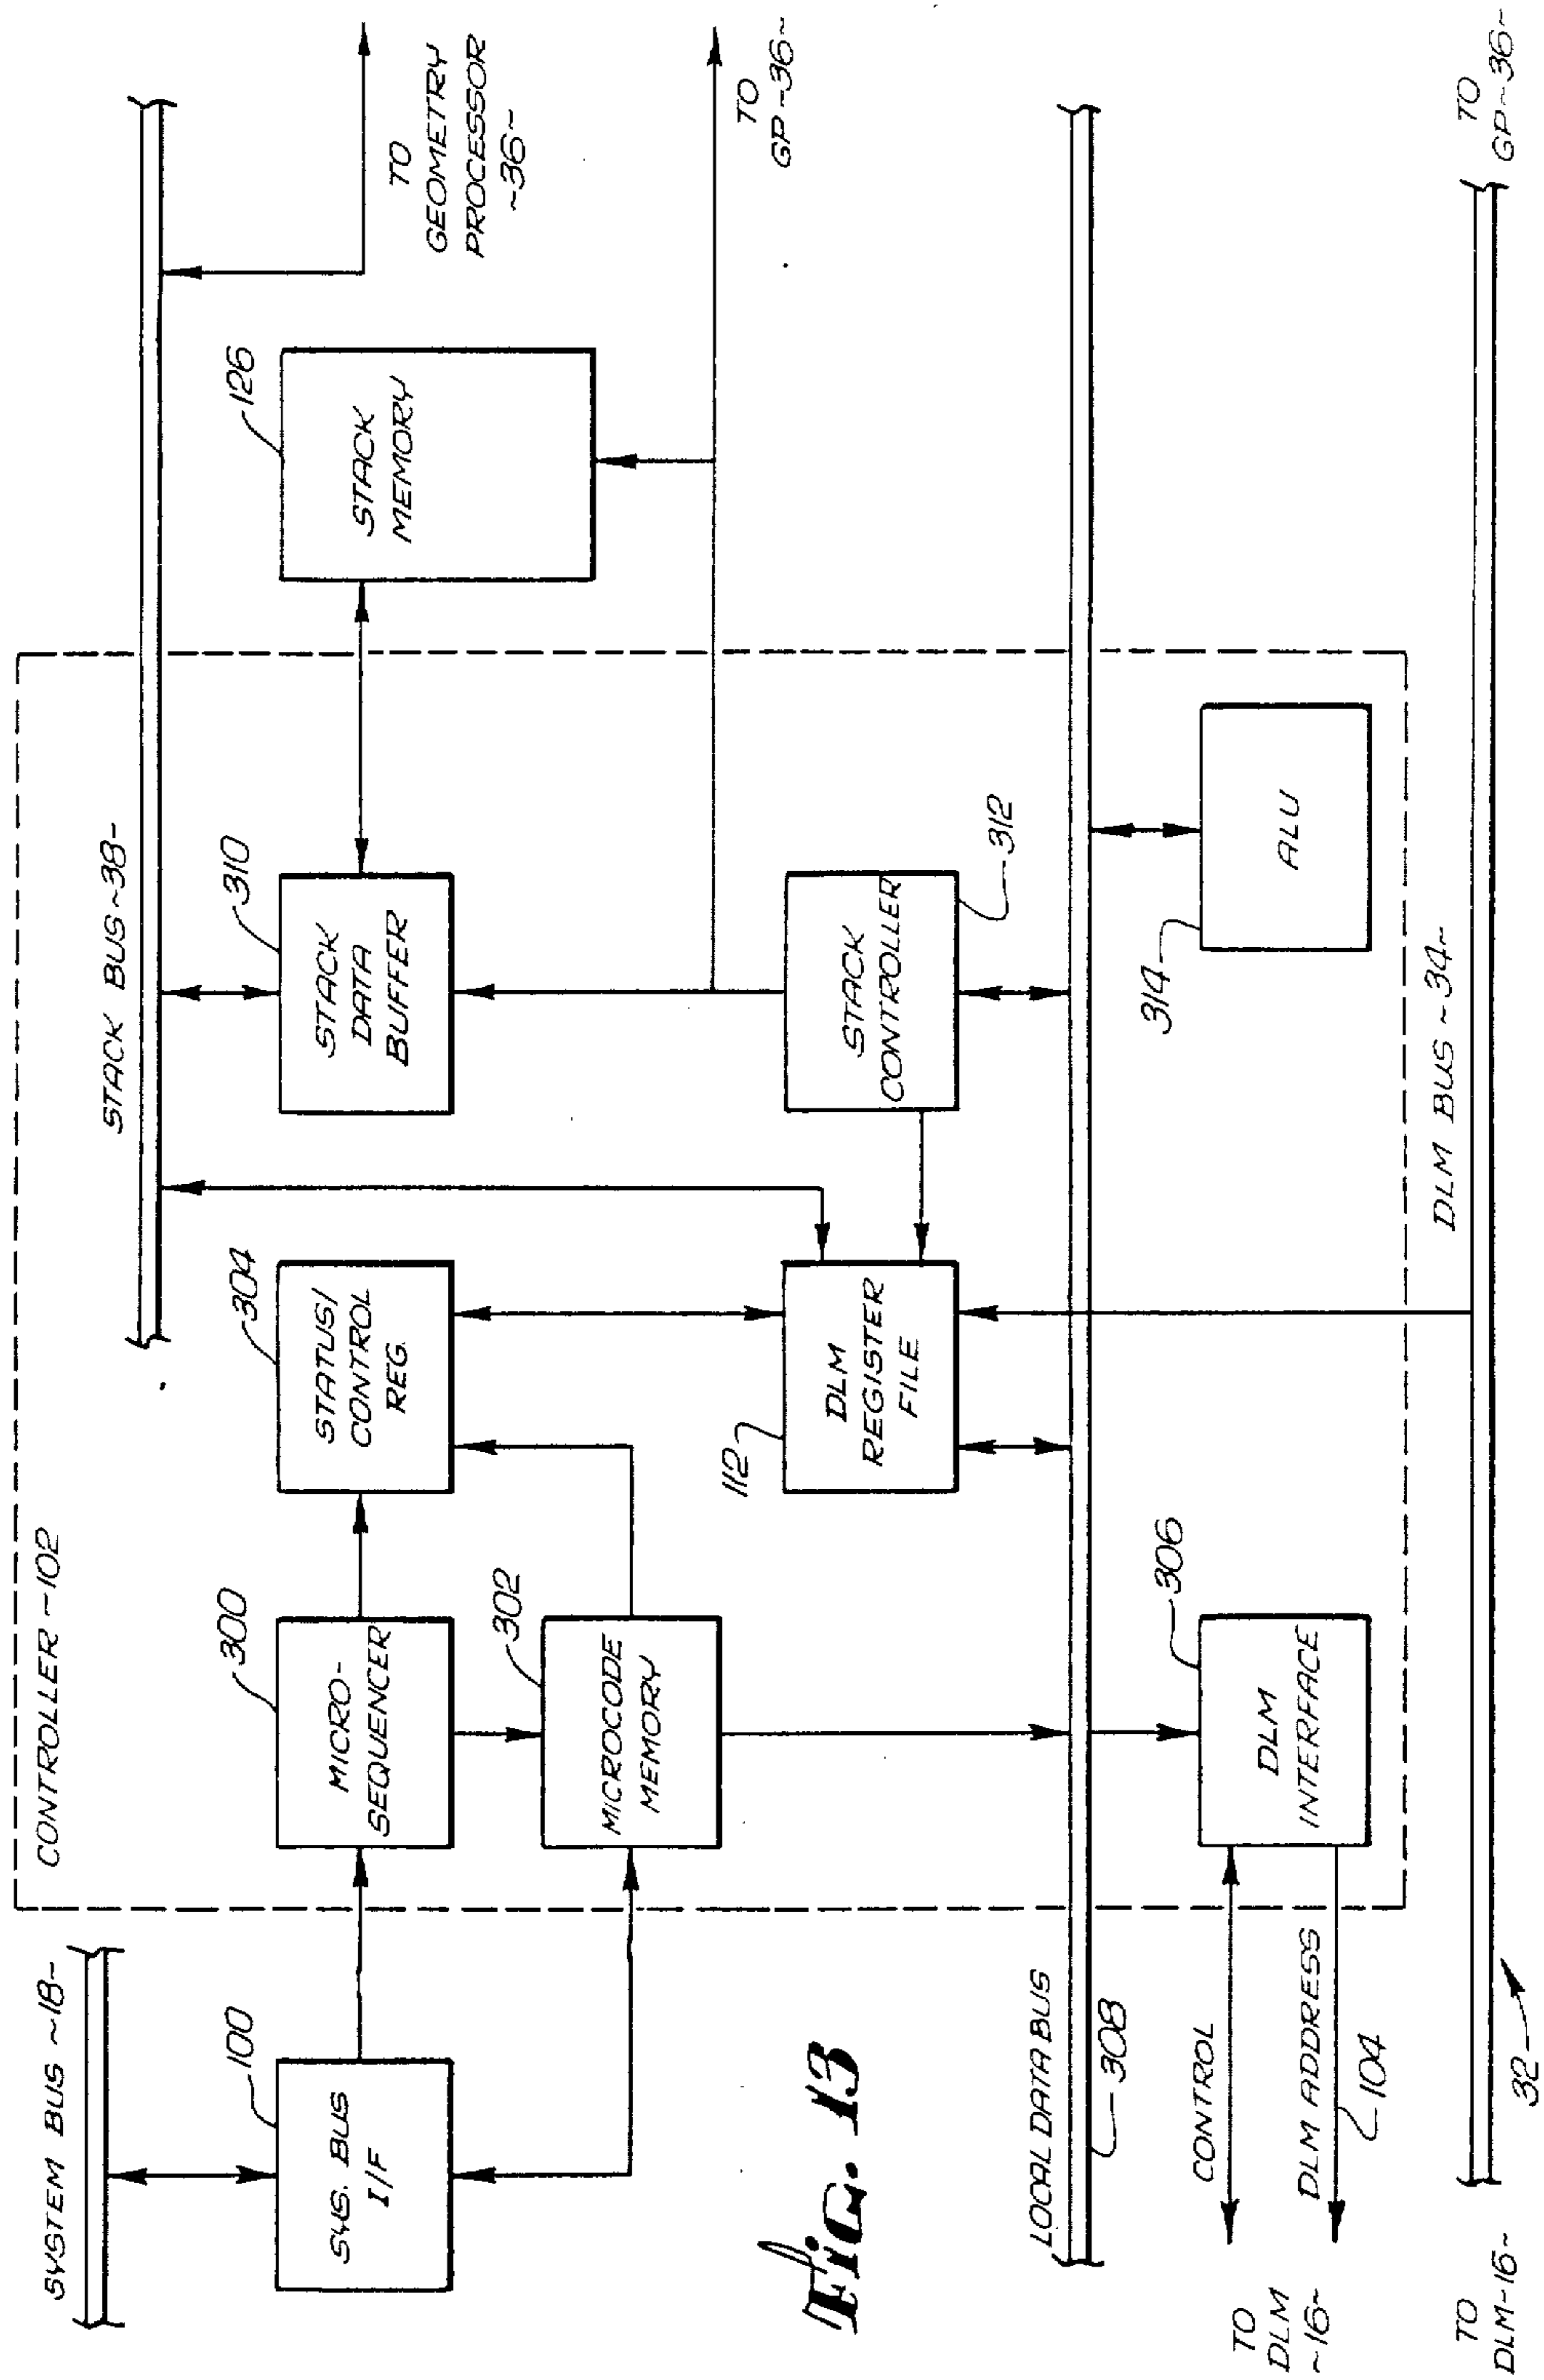 SYSTEM BUS ~18~
100
SYS. BUS
I/F
CONTROLLER ~102
300
MICRO-
SEQUENCER
302
MICROCODE
MEMORY
304
STATUS/
CONTROL
REG.
STACK BUS ~38~
310
STACK
DATA
BUFFER
126
STACK
MEMORY
TO
GEOMETRY
PROCESSOR
~36~
TO
GP ~36~
112
DLM
REGISTER
FILE
STACK
CONTROLLER
312
LOCAL DATA BUS
308
306
DLM
INTERFACE
314
ALU
CONTROL
DLM ADDRESS
104
TO
DLM
~16~
DLM BUS ~34~
TO
DLM~16~
32
TO
GP~36~
Fig. 13